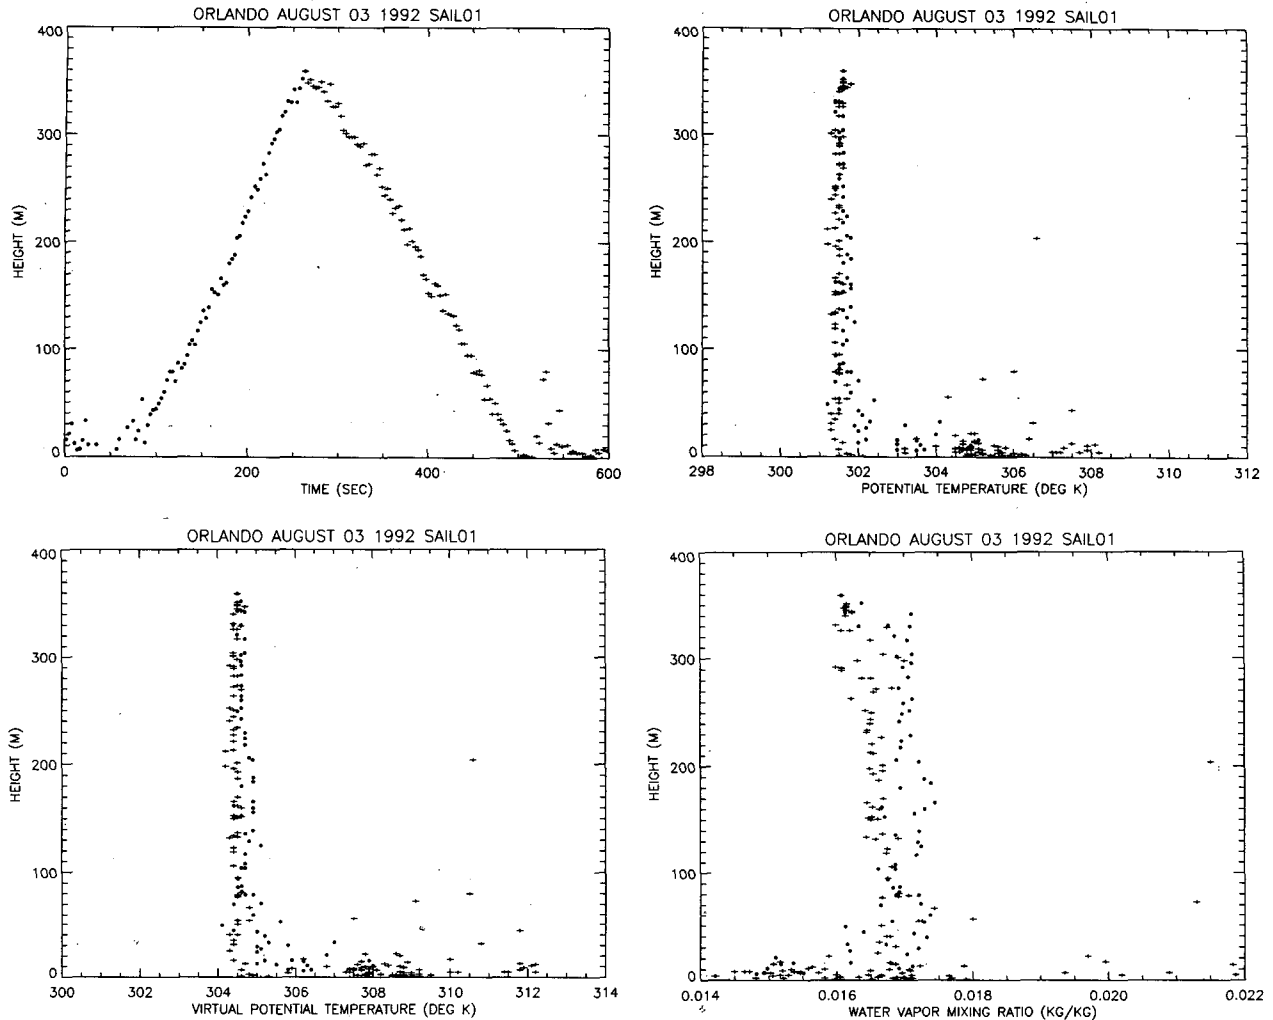 ORLANDO AUGUST 03 1992 SAIL01
400
300
200
100
0
HEIGHT (M)
0 200 400 600
TIME (SEC)
ORLANDO AUGUST 03 1992 SAIL01
400
300
200
100
0
HEIGHT (M)
298 300 302 304 306 308 310 312
POTENTIAL TEMPERATURE (DEG K)
ORLANDO AUGUST 03 1992 SAIL01
400
300
200
100
0
HEIGHT (M)
300 302 304 306 308 310 312 314
VIRTUAL POTENTIAL TEMPERATURE (DEG K)
ORLANDO AUGUST 03 1992 SAIL01
400
300
200
100
0
HEIGHT (M)
0.014 0.016 0.018 0.020 0.022
WATER VAPOR MIXING RATIO (KG/KG)